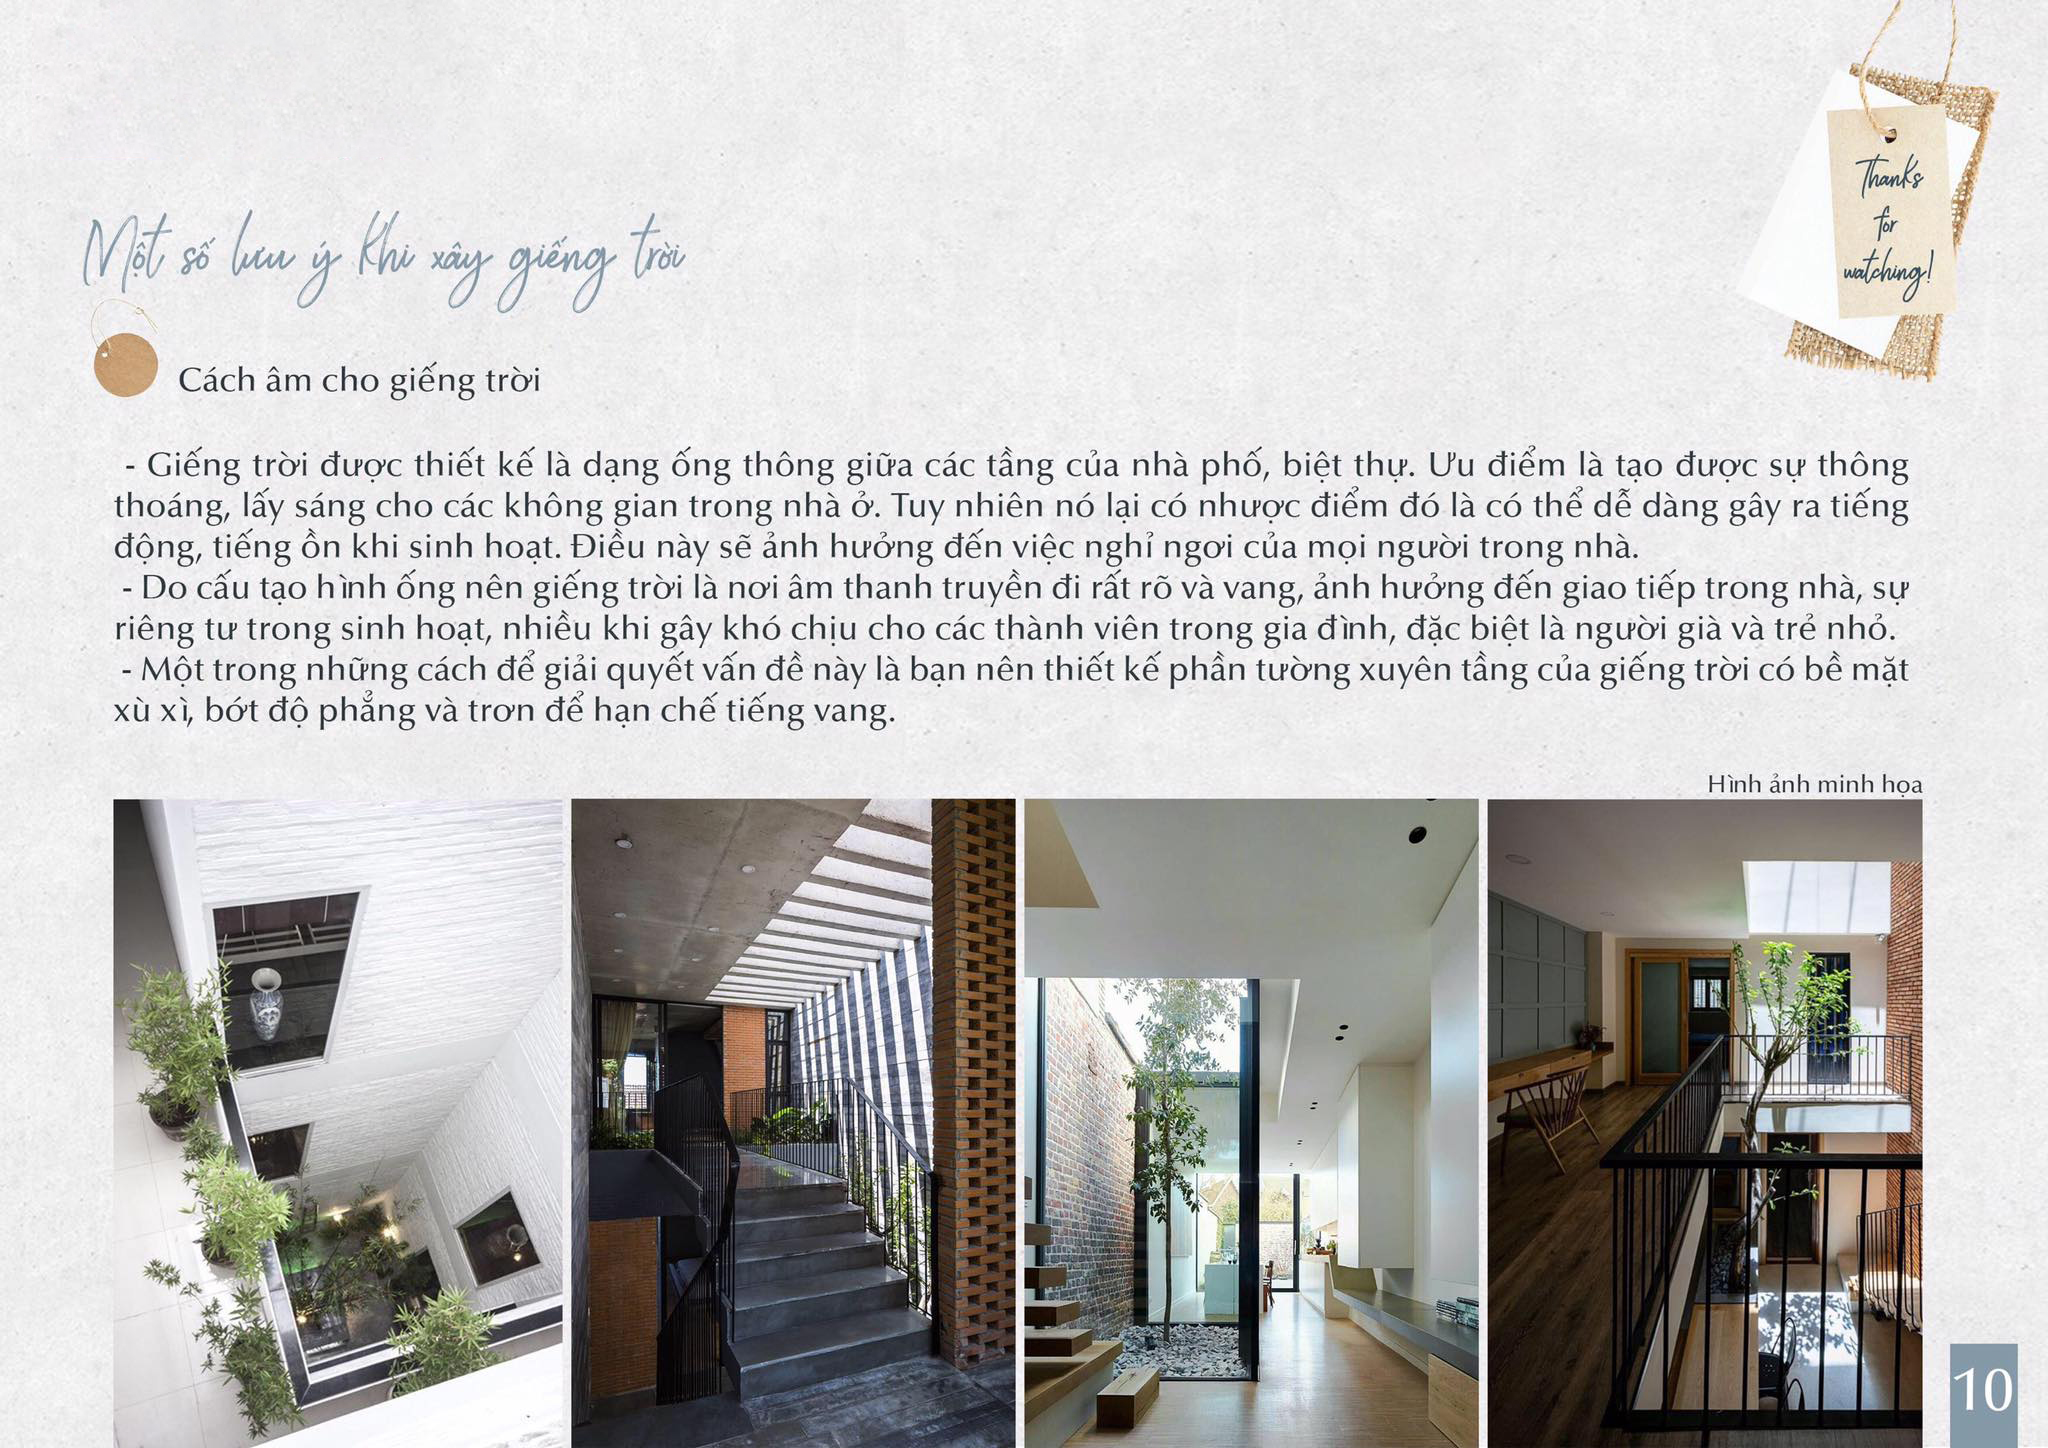 Thanks
for
watching!
Một số lưu ý khi xây giếng trời
Cách âm cho giếng trời
- Giếng trời được thiết kế là dạng ống thông giữa các tầng của nhà phố, biệt thự. Ưu điểm là tạo được sự thông
thoáng, lấy sáng cho các không gian trong nhà ở. Tuy nhiên nó lại có nhược điểm đó là có thể dễ dàng gây ra tiếng
động, tiếng ồn khi sinh hoạt. Điều này sẽ ảnh hưởng đến việc nghỉ ngơi của mọi người trong nhà.
- Do cấu tạo hình ống nên giếng trời là nơi âm thanh truyền đi rất rõ và vang, ảnh hưởng đến giao tiếp trong nhà, sự
riêng tư trong sinh hoạt, nhiều khi gây khó chịu cho các thành viên trong gia đình, đặc biệt là người già và trẻ nhỏ.
- Một trong những cách để giải quyết vấn đề này là bạn nên thiết kế phần tường xuyên tầng của giếng trời có bề mặt
xù xì, bớt độ phẳng và trơn để hạn chế tiếng vang.
Hình ảnh minh họa
10